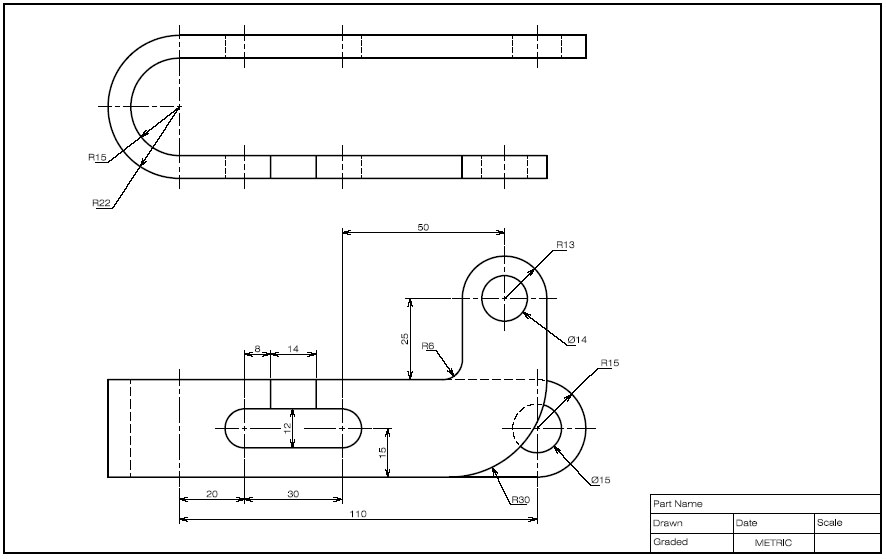 R15
R22
50
R13
25
Ø14
R6
8 14
R15
12
15
Ø15
R30
20 30
110
Part Name
Drawn Date Scale
Graded METRIC